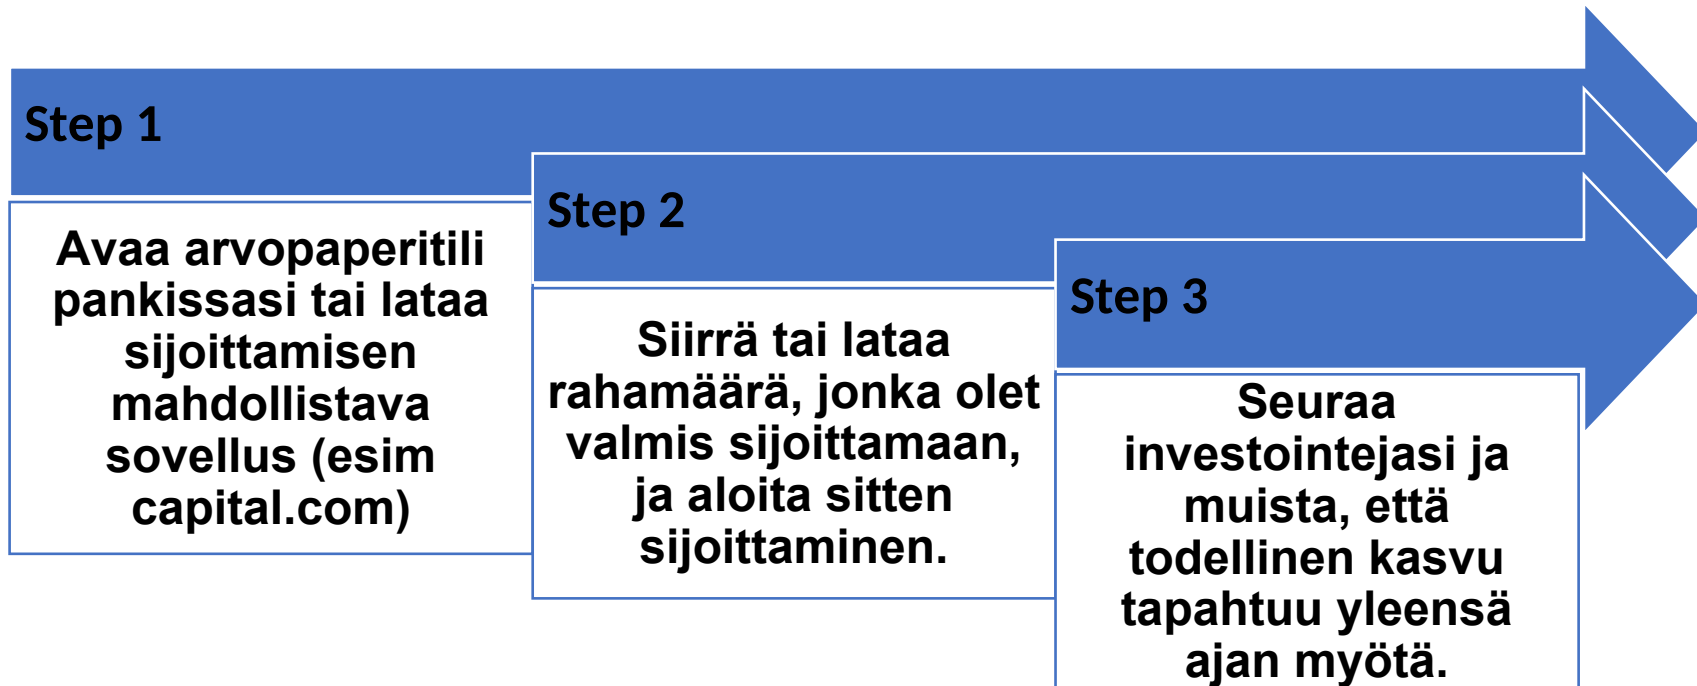 Step 1
Avaa arvopaperitili
pankissasi tai lataa
sijoittamisen
mahdollistava
sovellus (esim
capital.com)
Step 2
Siirrä tai lataa
rahamäärä, jonka olet
valmis sijoittamaan,
ja aloita sitten
sijoittaminen.
Step 3
Seuraa
investointejasi ja
muista, että
todellinen kasvu
tapahtuu yleensä
ajan myötä.